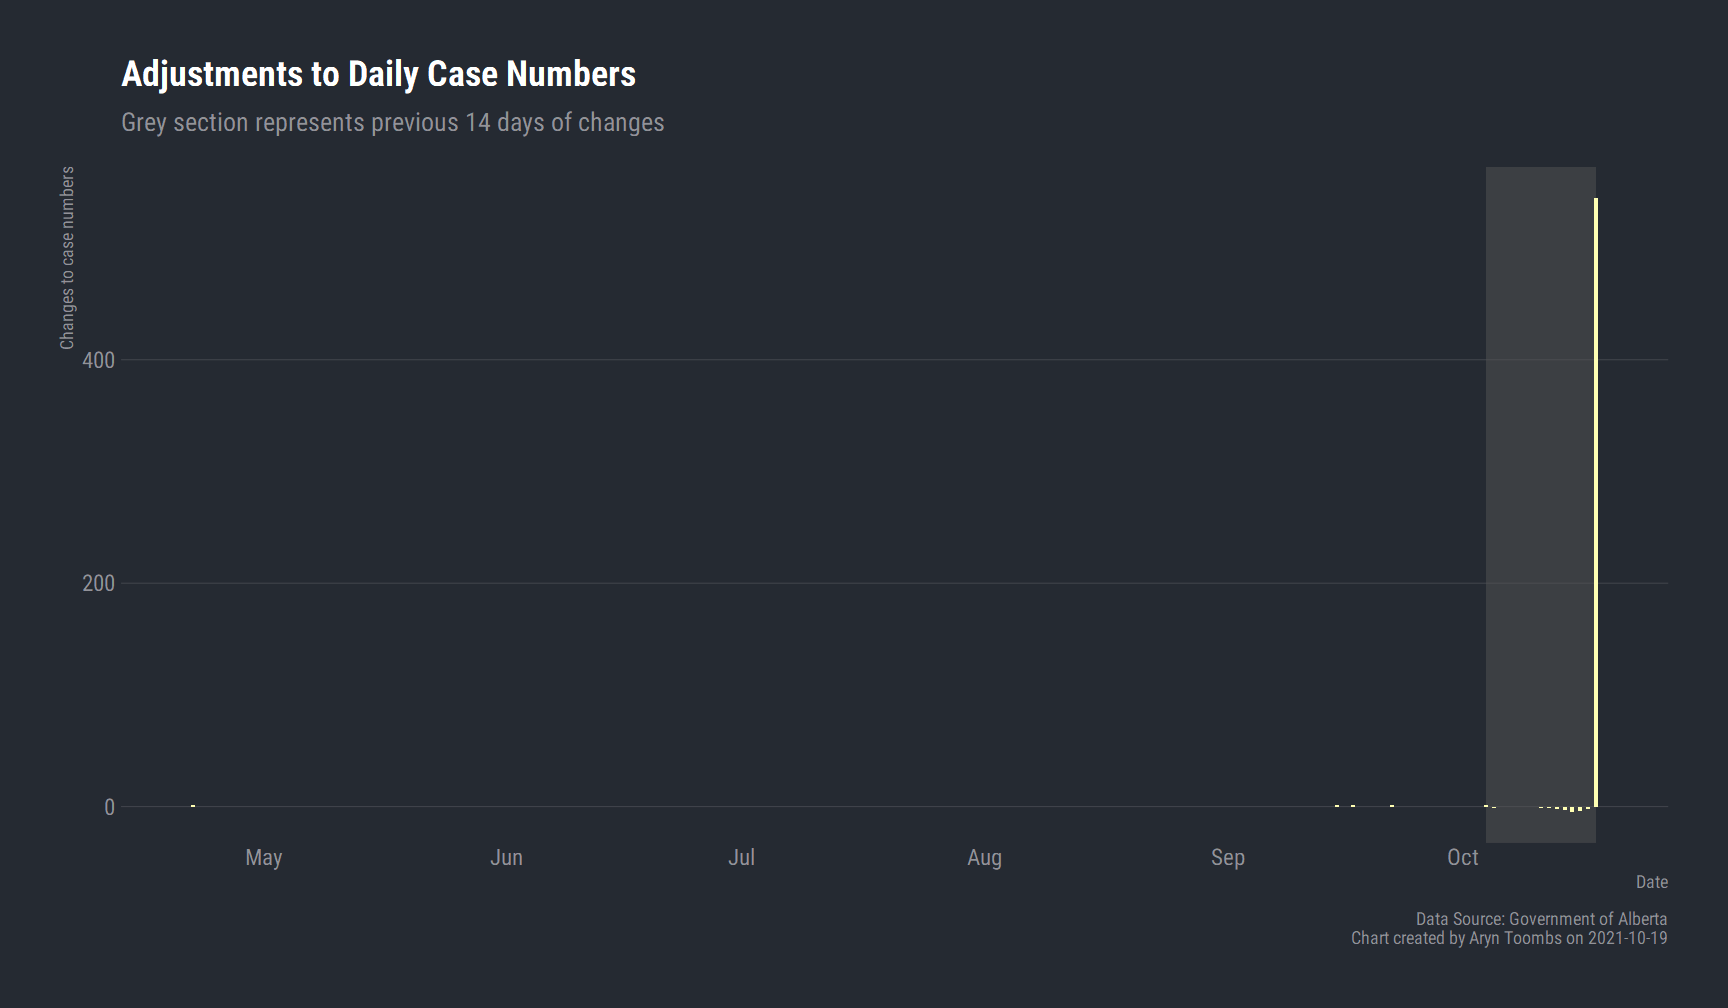 Adjustments to Daily Case Numbers
Grey section represents previous 14 days of changes
Changes to case numbers
400
200
0
May Jun Jul Aug Sep Oct
Date
Data Source: Government of Alberta
Chart created by Aryn Toombs on 2021-10-19